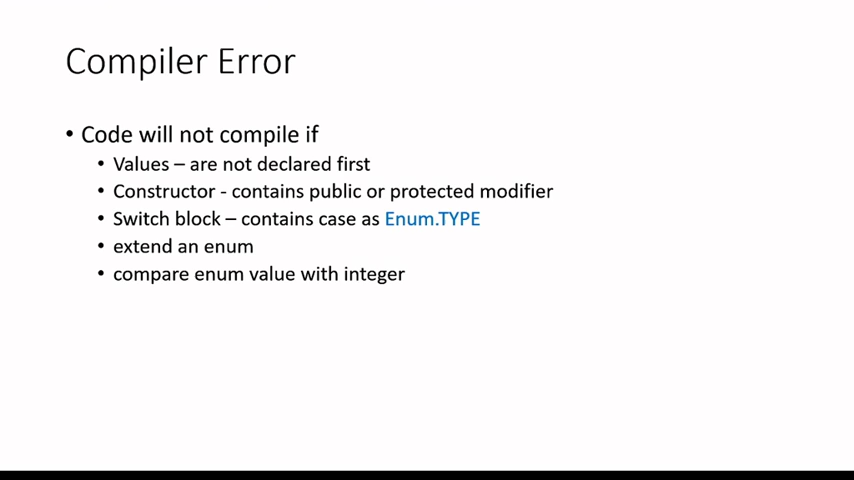 Compiler Error
• Code will not compile if
• Values – are not declared first
• Constructor - contains public or protected modifier
• Switch block – contains case as Enum.TYPE
• extend an enum
• compare enum value with integer